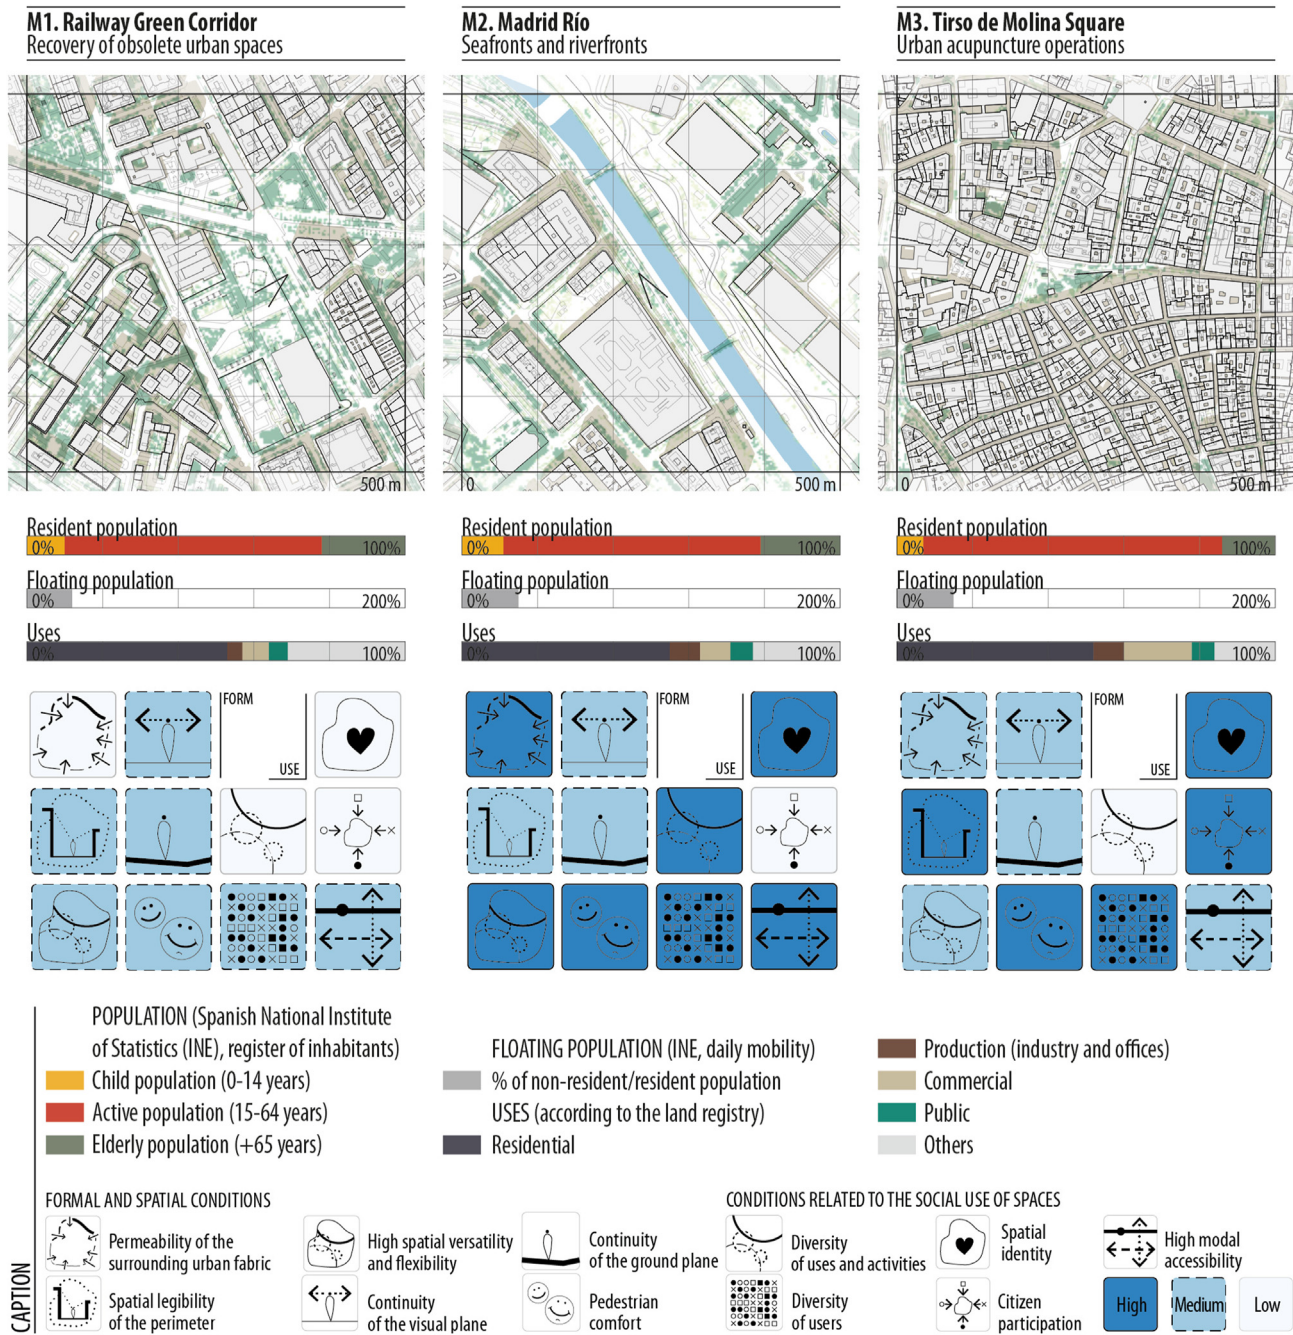 M1. Railway Green Corridor
Recovery of obsolete urban spaces
500 m
Resident population
0% 100%
Floating population
0% 200%
Uses
0% 100%
FORM
USE
M2. Madrid Río
Seafronts and riverfronts
0 500 m
Resident population
0% 100%
Floating population
0% 200%
Uses
0% 100%
FORM
USE
M3. Tirso de Molina Square
Urban acupuncture operations
0 500 m
Resident population
0% 100%
Floating population
0% 200%
Uses
0% 100%
FORM
USE
CAPTION
POPULATION (Spanish National Institute
of Statistics (INE), register of inhabitants)
Child population (0-14 years)
Active population (15-64 years)
Elderly population (+65 years)
FLOATING POPULATION (INE, daily mobility)
% of non-resident/resident population
USES (according to the land registry)
Residential
Production (industry and offices)
Commercial
Public
Others
FORMAL AND SPATIAL CONDITIONS
Permeability of the
surrounding urban fabric
Spatial legibility
of the perimeter
High spatial versatility
and flexibility
Continuity
of the visual plane
Continuity
of the ground plane
Pedestrian
comfort
CONDITIONS RELATED TO THE SOCIAL USE OF SPACES
Diversity
of uses and activities
Diversity
of users
Spatial
identity
Citizen
participation
High modal
accessibility
High
Medium
Low